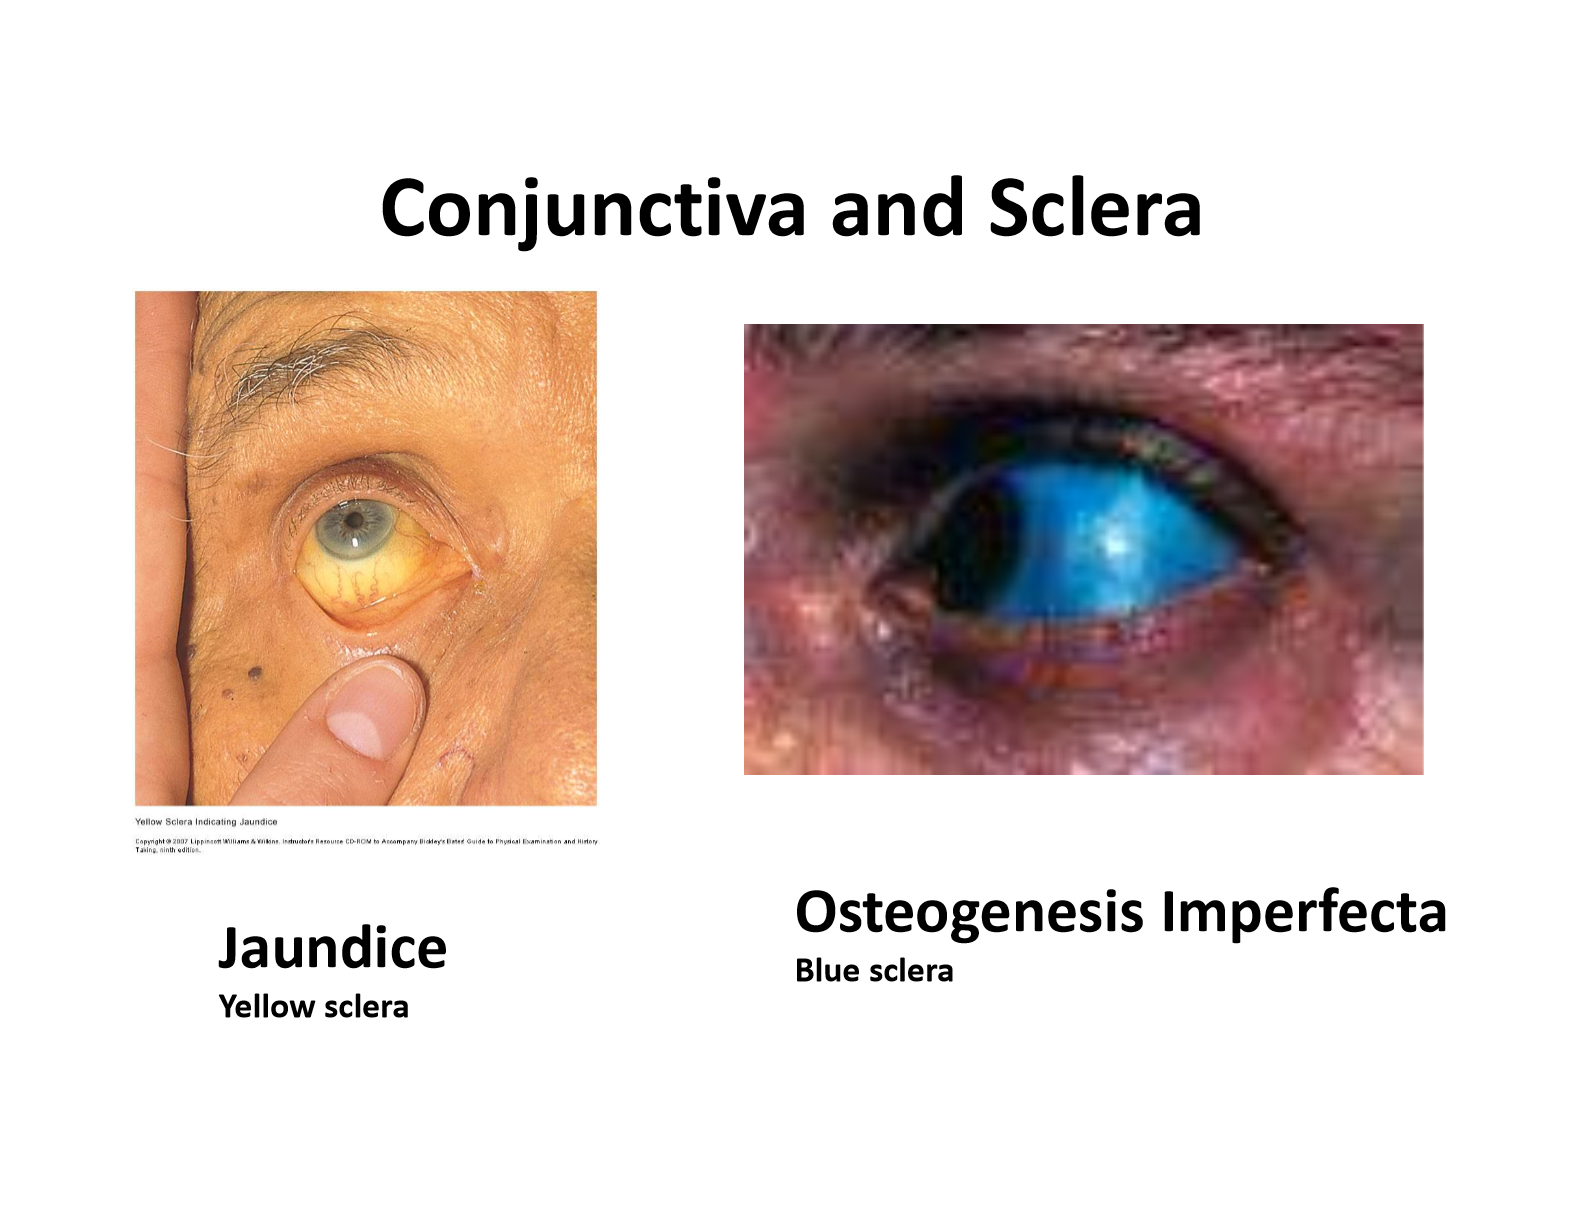 Conjunctiva and Sclera
Yellow Sclera Indicating Jaundice
Copyright © 2007 Lippincott Williams & Wilkins. Instructor's Resource CD-ROM to Accompany Bickley's Bates' Guide to Physical Examination and History
Taking, ninth edition.
Jaundice
Yellow sclera
Osteogenesis Imperfecta
Blue sclera